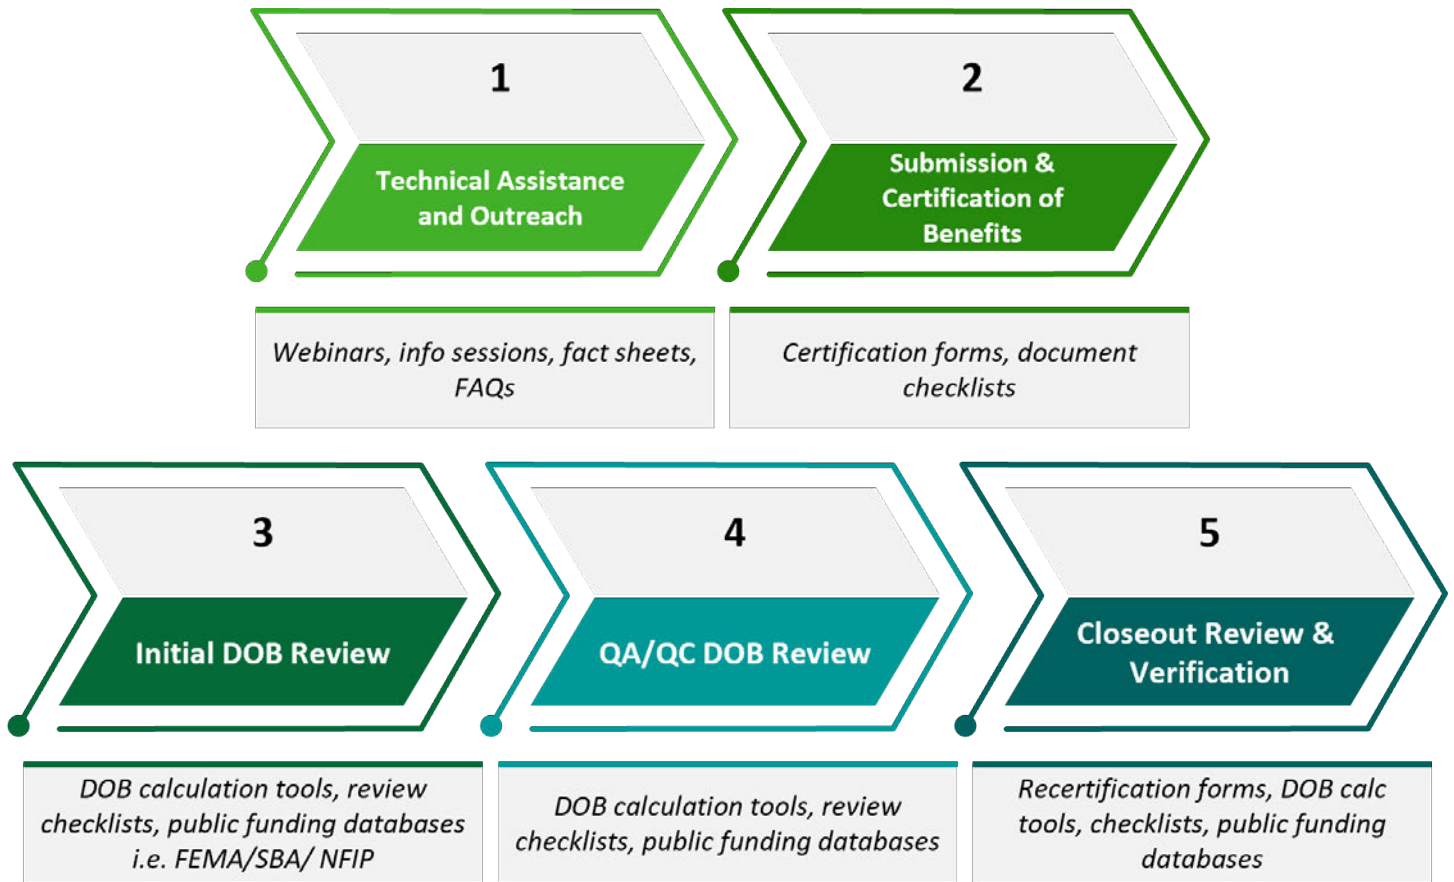 1
Technical Assistance
and Outreach
Webinars, info sessions, fact sheets,
FAQs
2
Submission &
Certification of
Benefits
Certification forms, document
checklists
3
Initial DOB Review
DOB calculation tools, review
checklists, public funding databases
i.e. FEMA/SBA/ NFIP
4
QA/QC DOB Review
DOB calculation tools, review
checklists, public funding databases
5
Closeout Review &
Verification
Recertification forms, DOB calc
tools, checklists, public funding
databases